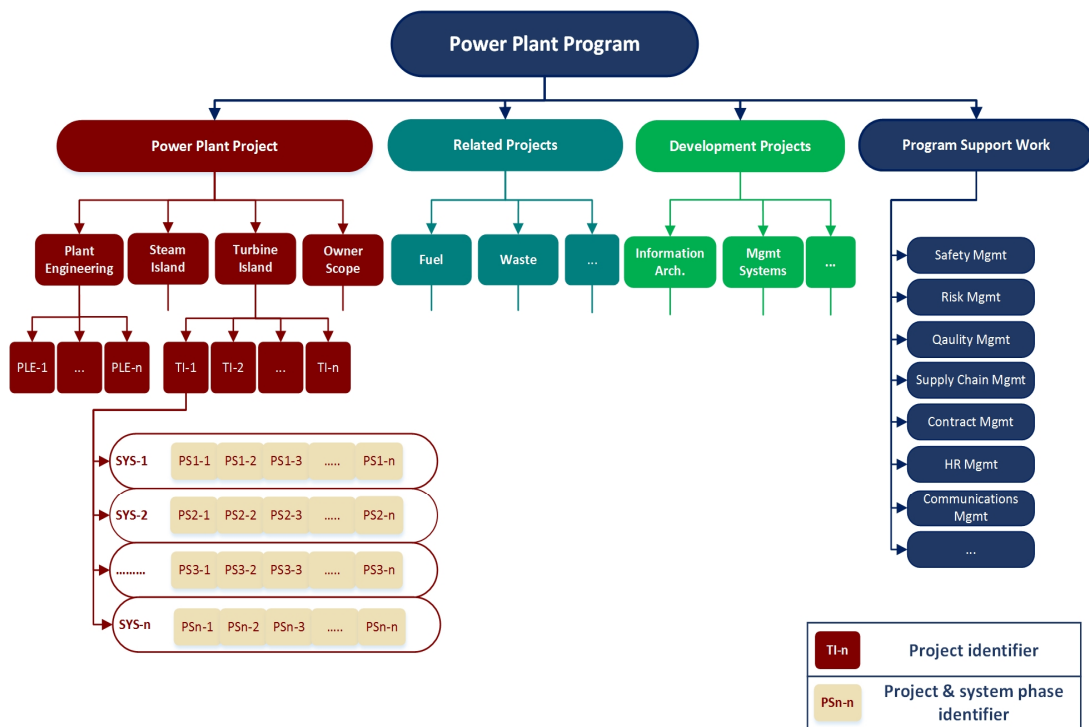 Power Plant Program
Power Plant Project
Related Projects
Development Projects
Program Support Work
Plant
Engineering
Steam
Island
Turbine
Island
Owner
Scope
Fuel
Waste
...
Information
Arch.
Mgmt
Systems
...
Safety Mgmt
Risk Mgmt
Qaulity Mgmt
Supply Chain Mgmt
Contract Mgmt
HR Mgmt
Communications
Mgmt
...
PLE-1
...
PLE-n
TI-1
TI-2
...
TI-n
SYS-1 PS1-1 PS1-2 PS1-3 ..... PS1-n
SYS-2 PS2-1 PS2-2 PS2-3 ..... PS2-n
......... PS3-1 PS3-2 PS3-3 ..... PS3-n
SYS-n PSn-1 PSn-2 PSn-3 ..... PSn-n
TI-n Project identifier
PSn-n Project & system phase
identifier